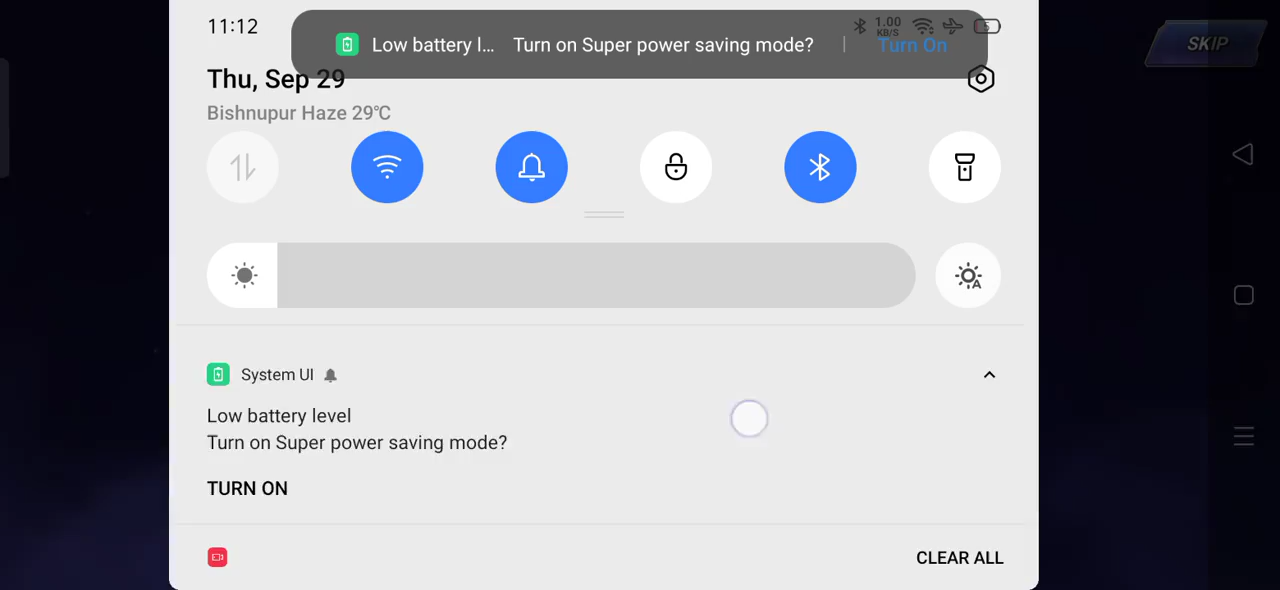 11:12
Low battery l... Turn on Super power saving mode? | Turn On
1.00
KB/S
5
SKIP
Thu, Sep 29
Bishnupur Haze 29℃
A
System UI
Low battery level
Turn on Super power saving mode?
TURN ON
CLEAR ALL